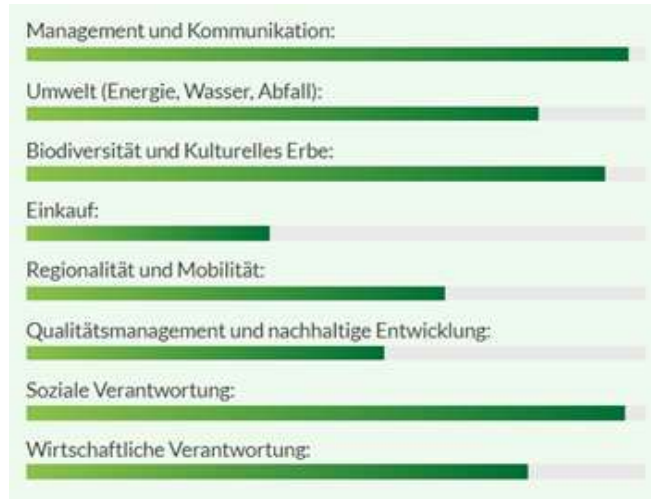 Management und Kommunikation:
Umwelt (Energie, Wasser, Abfall):
Biodiversität und Kulturelles Erbe:
Einkauf:
Regionalität und Mobilität:
Qualitätsmanagement und nachhaltige Entwicklung:
Soziale Verantwortung:
Wirtschaftliche Verantwortung: